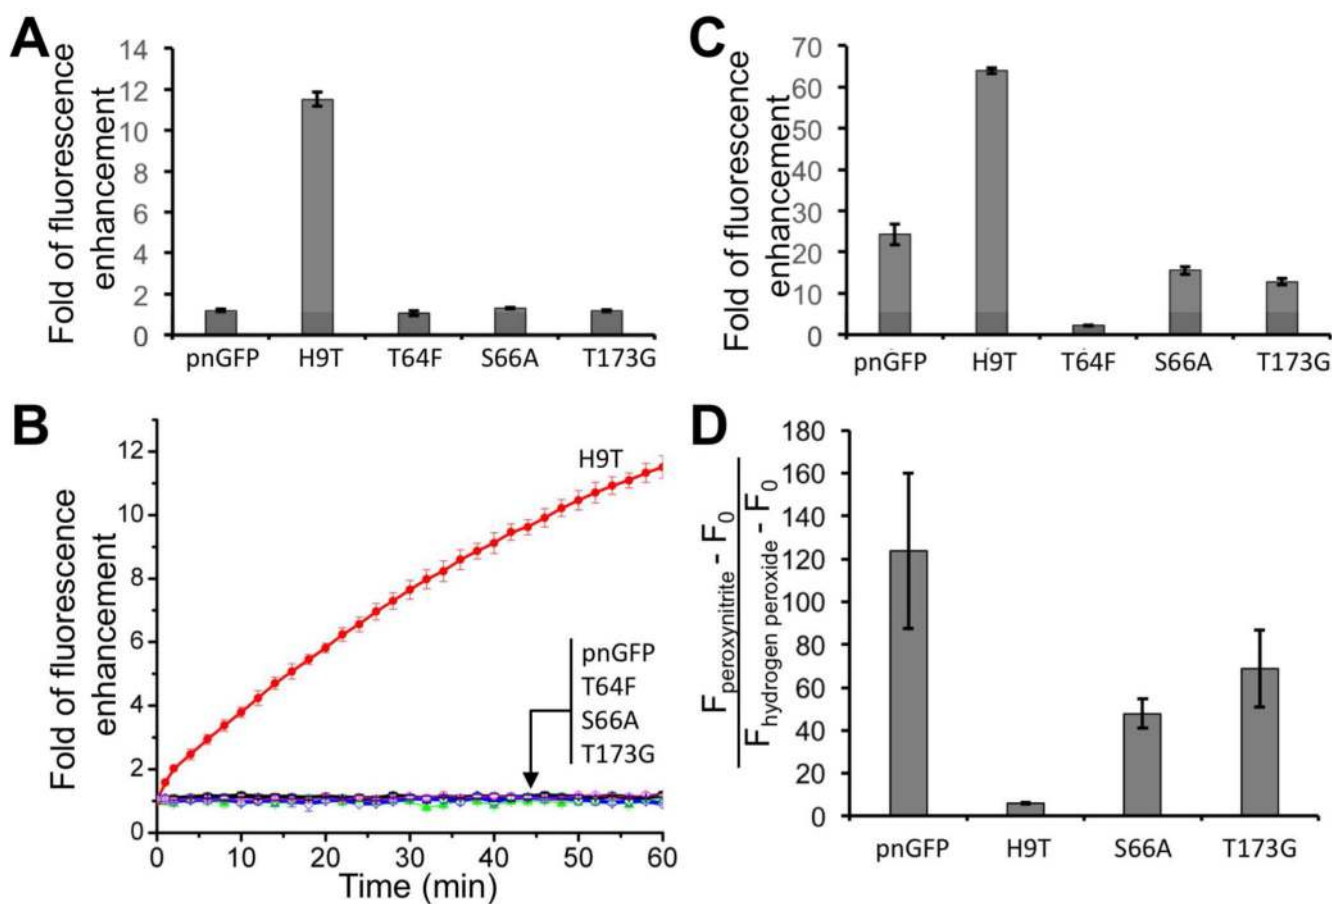 A
Fold of fluorescence
enhancement
14
12
10
8
6
4
2
0
pnGFP H9T T64F S66A T173G
C
Fold of fluorescence
enhancement
70
60
50
40
30
20
10
0
pnGFP H9T T64F S66A T173G
B
Fold of fluorescence
enhancement
12
10
8
6
4
2
0
H9T
pnGFP
T64F
S66A
T173G
0 10 20 30 40 50 60
Time (min)
D
F peroxynitrite - F0
F hydrogen peroxide - F0
180
160
140
120
100
80
60
40
20
0
pnGFP H9T S66A T173G